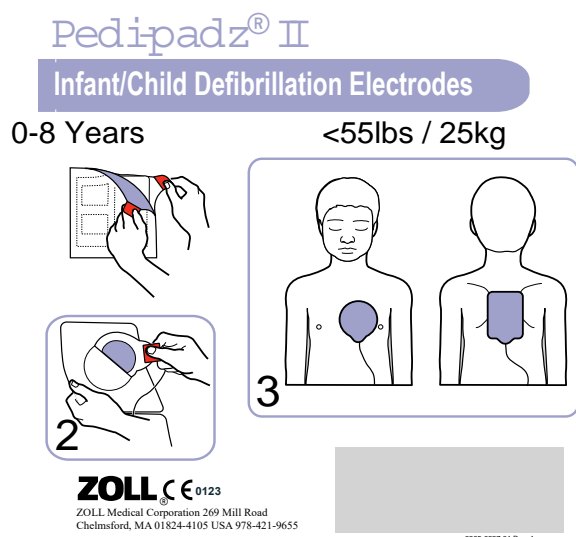 Pedi-padz® II
Infant/Child Defibrillation Electrodes
0-8 Years <55lbs / 25kg
2
3
ZOLL® CE 0123
ZOLL Medical Corporation 269 Mill Road
Chelmsford, MA 01824-4105 USA 978-421-9655